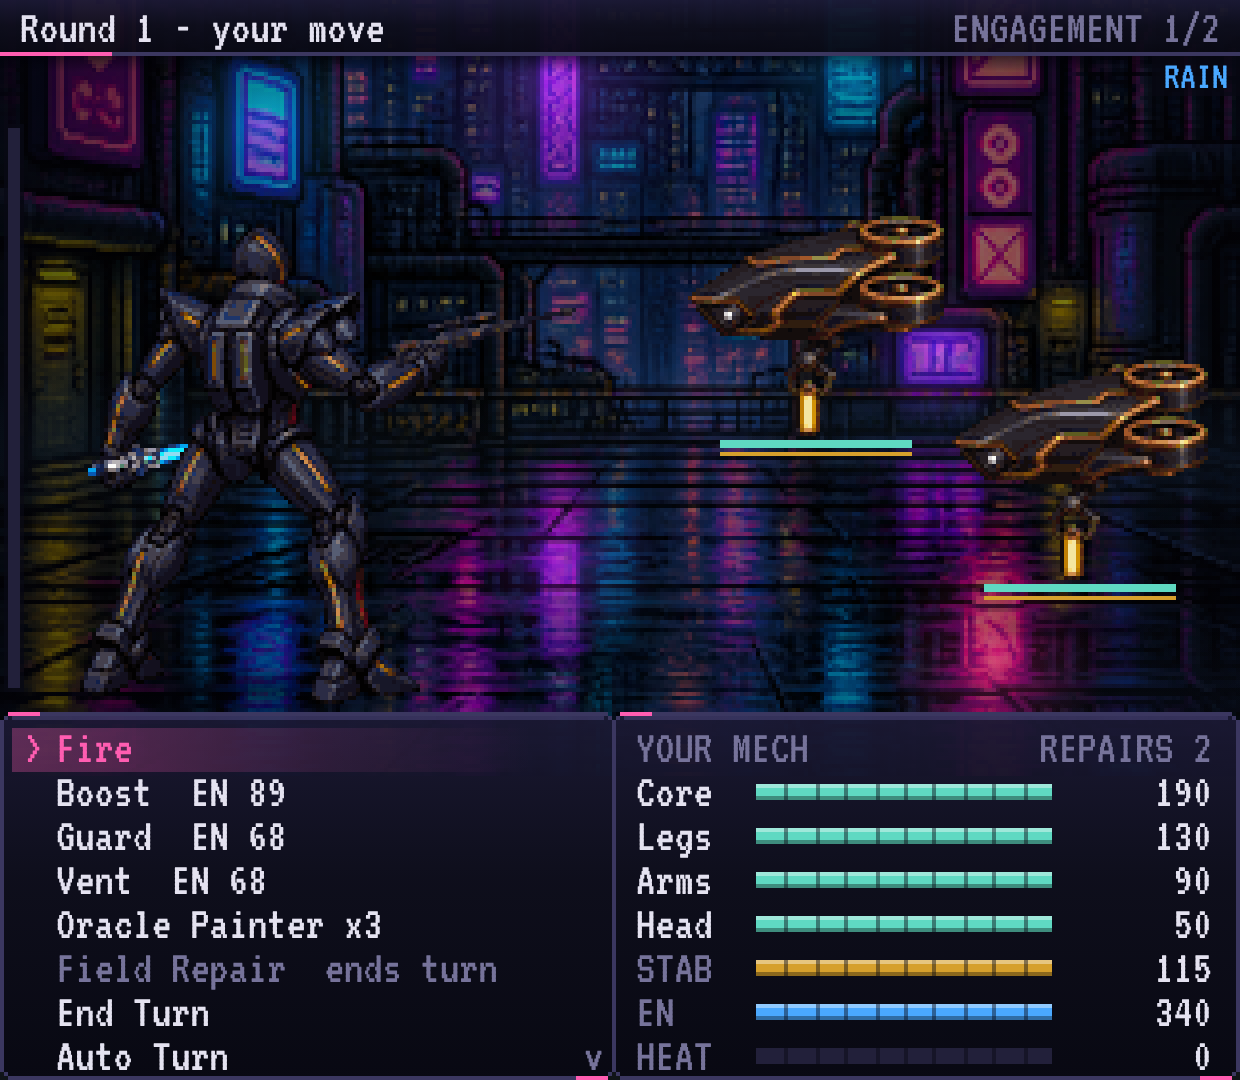 Round 1 - your move
ENGAGEMENT 1/2
RAIN
> Fire
Boost EN 89
Guard EN 68
Vent EN 68
Oracle Painter x3
Field Repair ends turn
End Turn
Auto Turn v
YOUR MECH REPAIRS 2
Core 190
Legs 130
Arms 90
Head 50
STAB 115
EN 340
HEAT 0